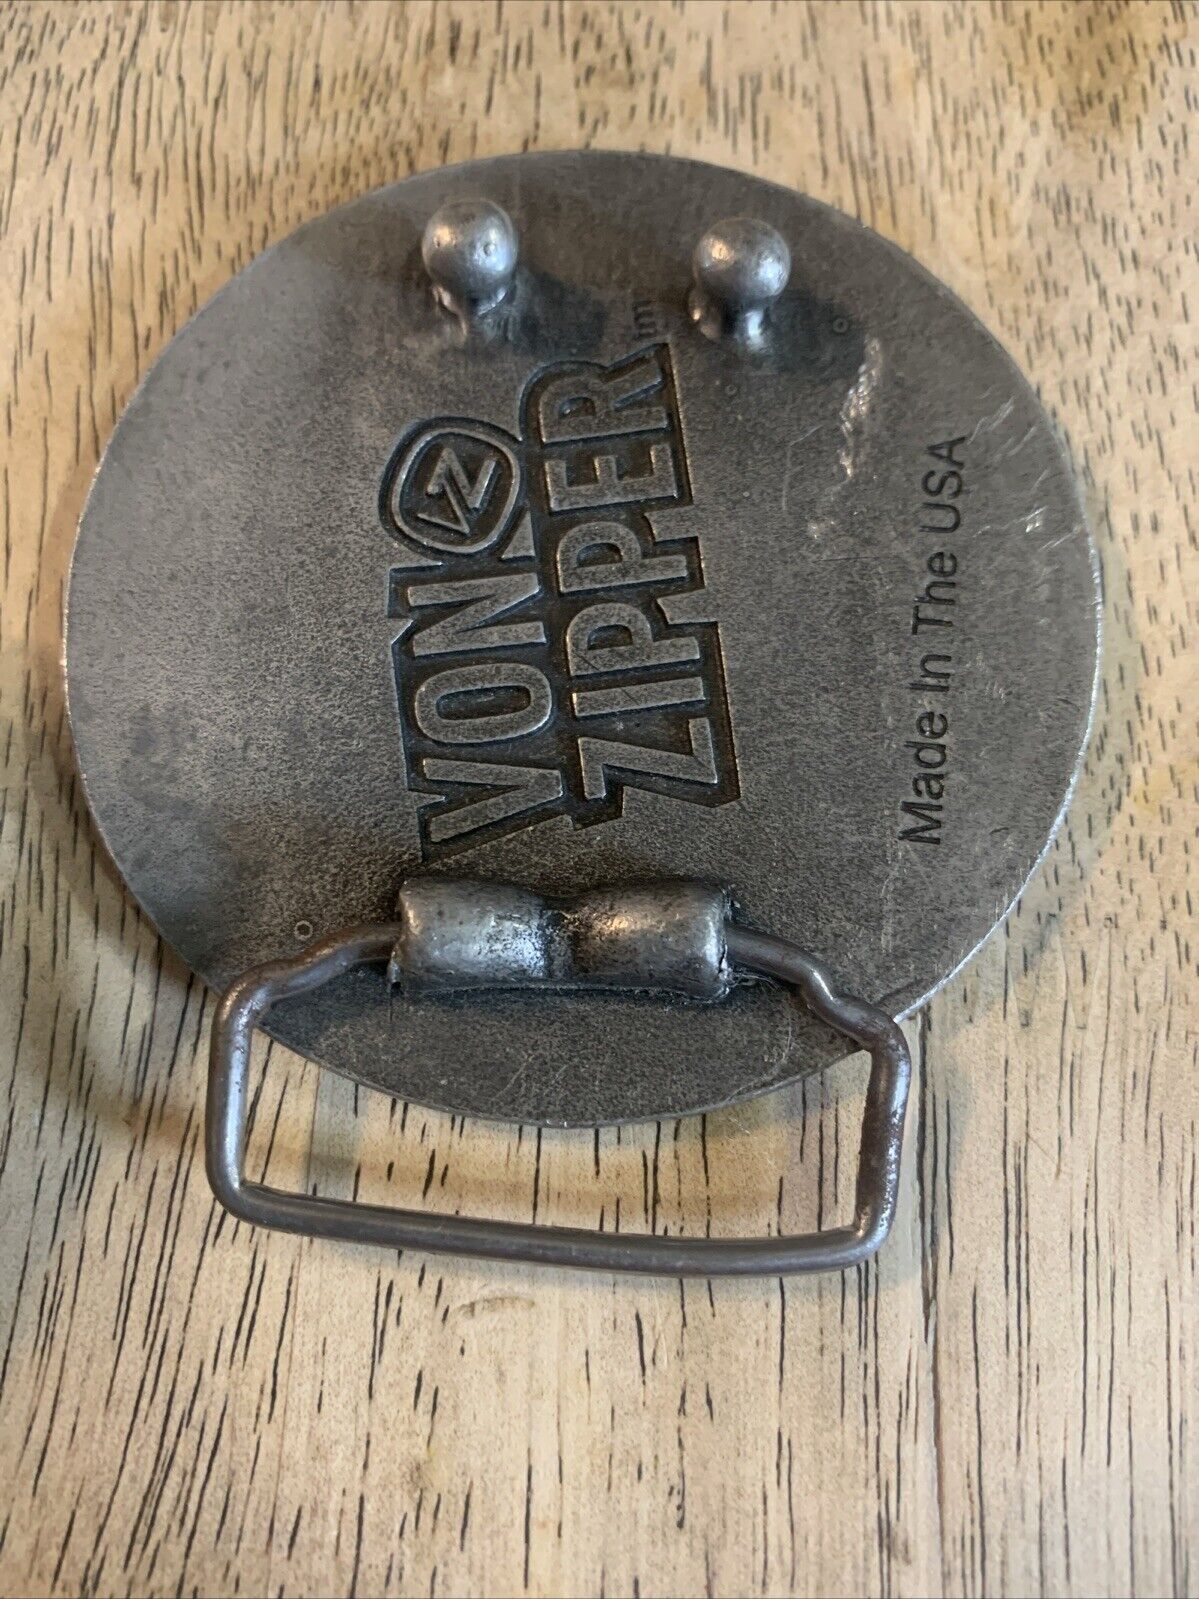 VZ
VON
ZIPPER tm
Made In The USA